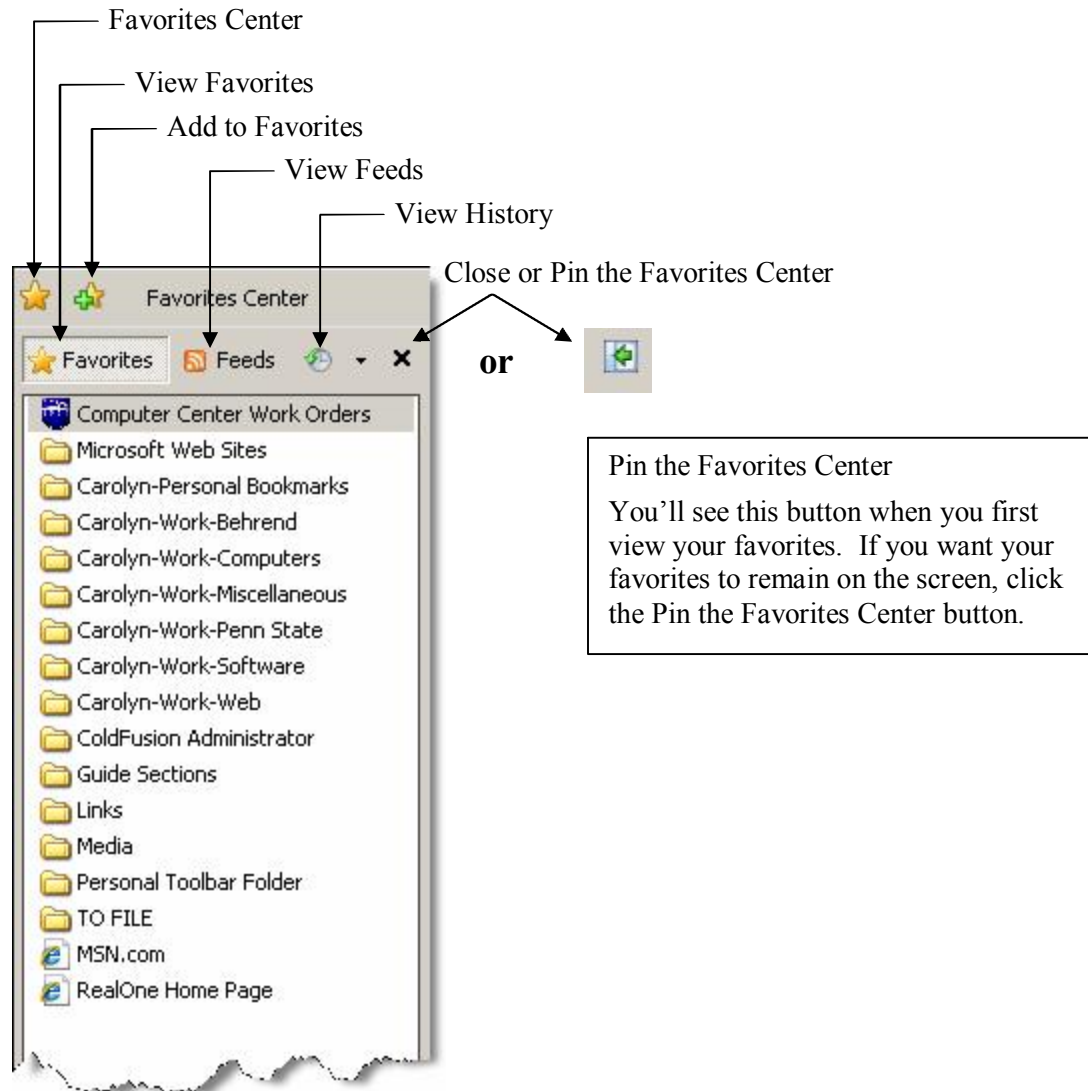 Favorites Center
View Favorites
Add to Favorites
View Feeds
View History
Close or Pin the Favorites Center
Favorites Center
Favorites
Feeds
or
Computer Center Work Orders
Microsoft Web Sites
Carolyn-Personal Bookmarks
Carolyn-Work-Behrend
Carolyn-Work-Computers
Carolyn-Work-Miscellaneous
Carolyn-Work-Penn State
Carolyn-Work-Software
Carolyn-Work-Web
ColdFusion Administrator
Guide Sections
Links
Media
Personal Toolbar Folder
TO FILE
MSN.com
RealOne Home Page
Pin the Favorites Center
You’ll see this button when you first
view your favorites.  If you want your
favorites to remain on the screen, click
the Pin the Favorites Center button.